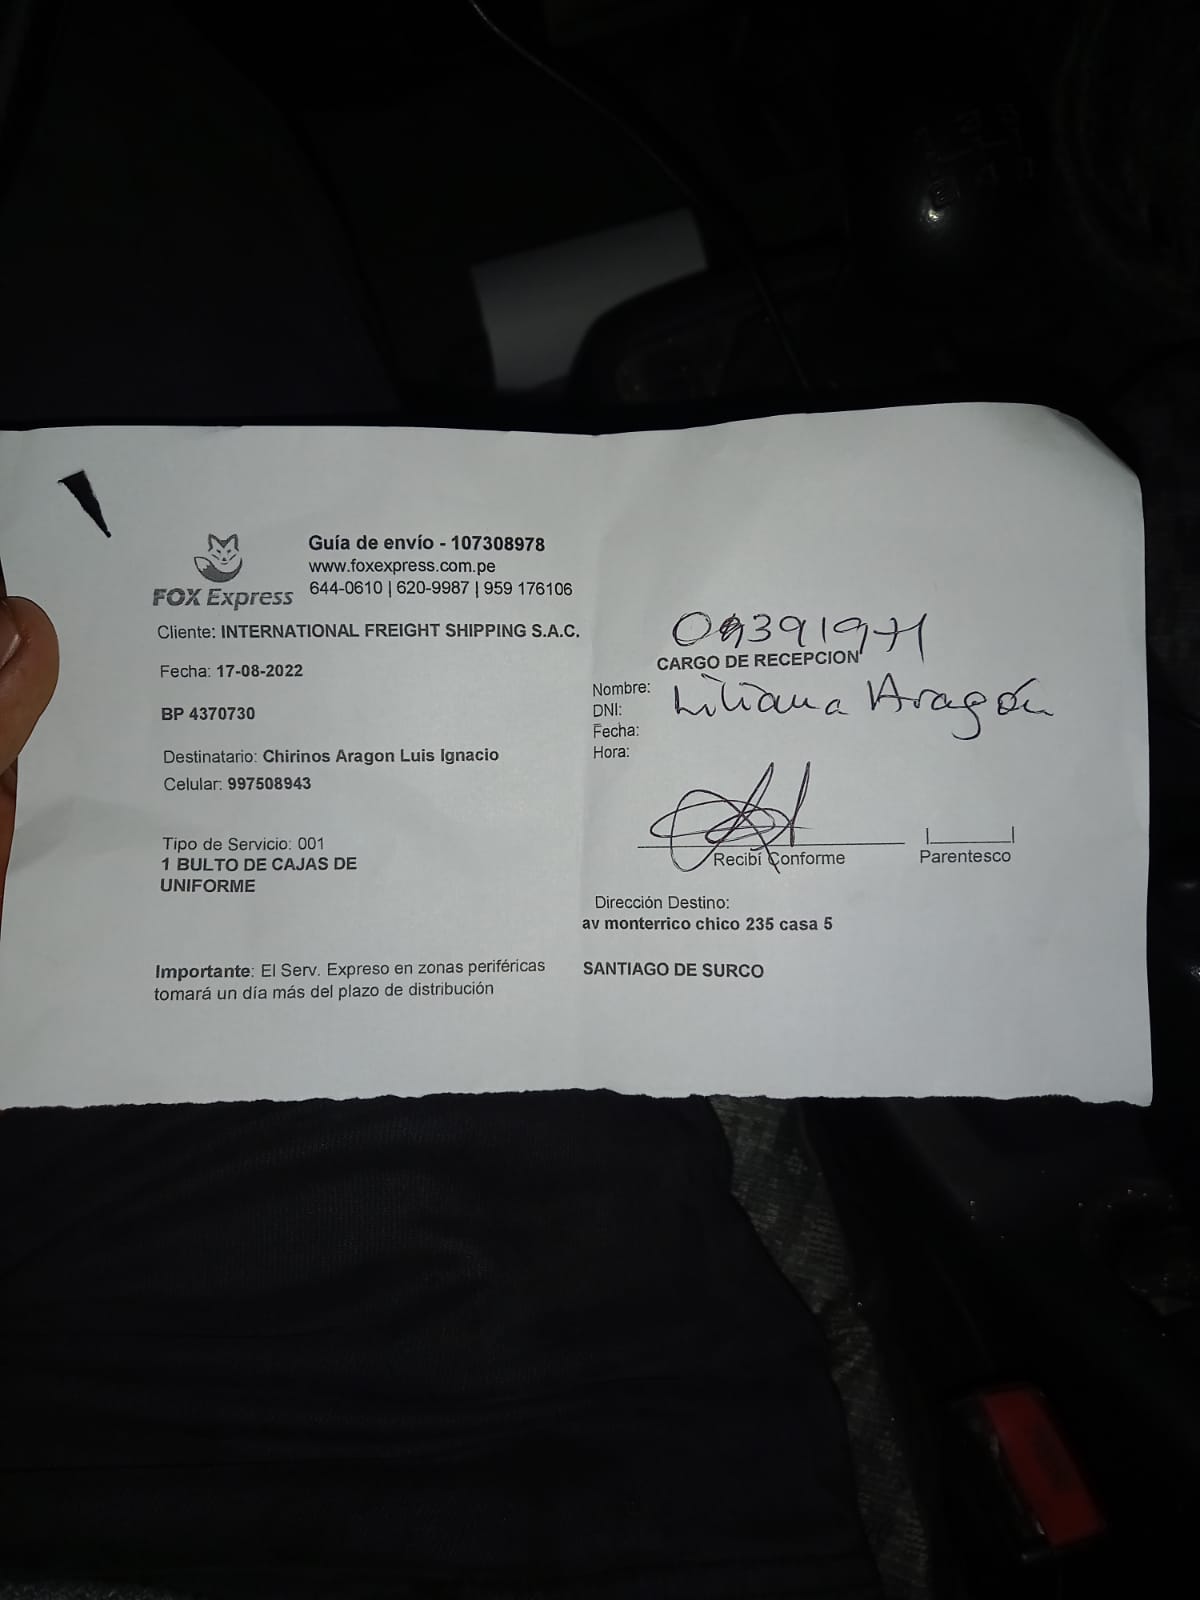 Guía de envío - 107308978
www.foxexpress.com.pe
644-0610 | 620-9987 | 959 176106
FOX Express
Cliente: INTERNATIONAL FREIGHT SHIPPING S.A.C.
Fecha: 17-08-2022
BP 4370730
Destinatario: Chirinos Aragon Luis Ignacio
Celular: 997508943
Tipo de Servicio: 001
1 BULTO DE CAJAS DE
UNIFORME
Importante: El Serv. Expreso en zonas periféricas
tomará un día más del plazo de distribución
CARGO DE RECEPCION
Nombre: Liliana Aragón
DNI:
Fecha:
Hora:
Recibí Conforme
Parentesco
Dirección Destino:
av monterrico chico 235 casa 5
SANTIAGO DE SURCO